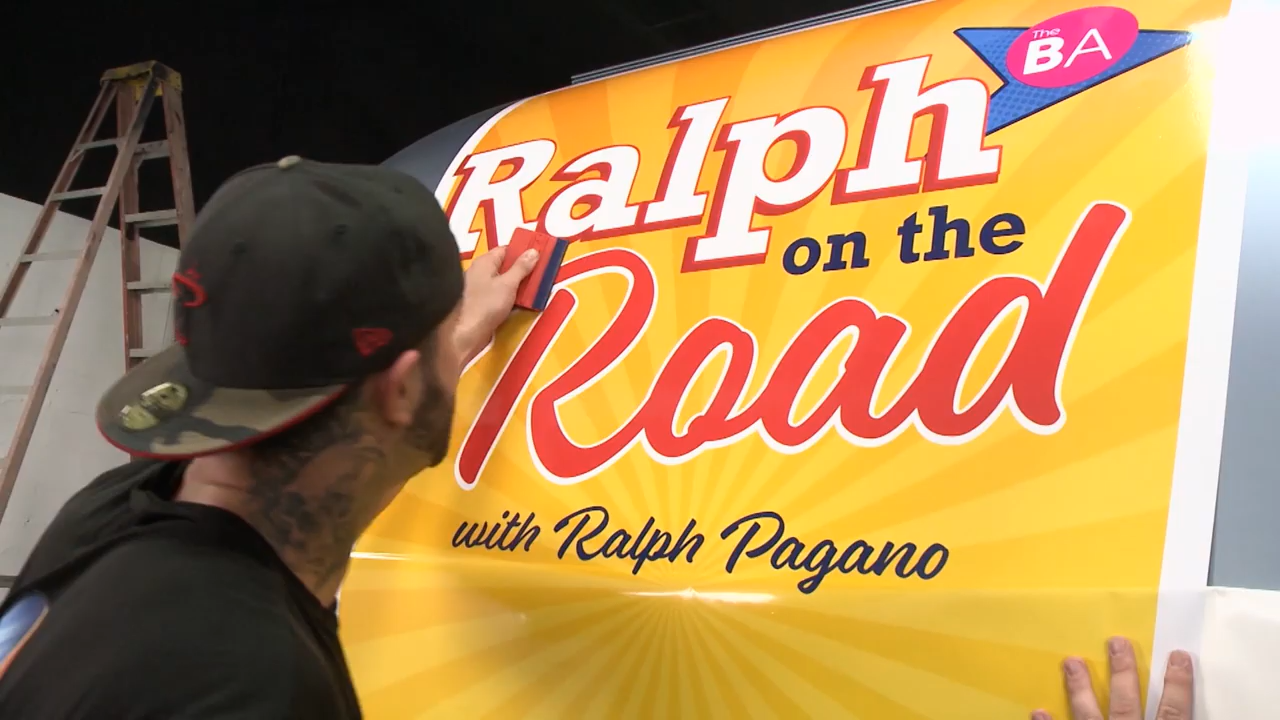 The
BA
Ralph
on the
Road
with Ralph Pagano